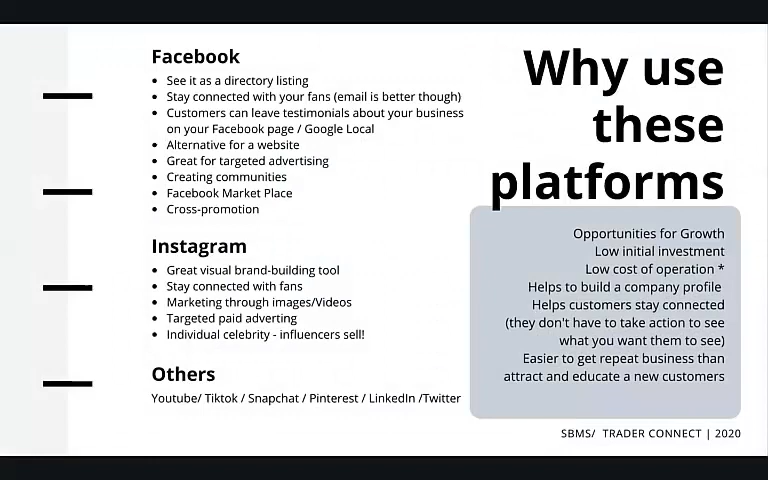 Facebook
• See it as a directory listing
• Stay connected with your fans (email is better though)
• Customers can leave testimonials about your business
on your Facebook page / Google Local
• Alternative for a website
• Great for targeted advertising
• Creating communities
• Facebook Market Place
• Cross-promotion
Instagram
• Great visual brand-building tool
• Stay connected with fans
• Marketing through images/Videos
• Targeted paid adverting
• Individual celebrity - influencers sell!
Others
Youtube/ Tiktok / Snapchat / Pinterest / LinkedIn /Twitter
Why use
these
platforms
Opportunities for Growth
Low initial investment
Low cost of operation *
Helps to build a company profile
Helps customers stay connected
(they don't have to take action to see
what you want them to see)
Easier to get repeat business than
attract and educate a new customers
SBMS/ TRADER CONNECT | 2020